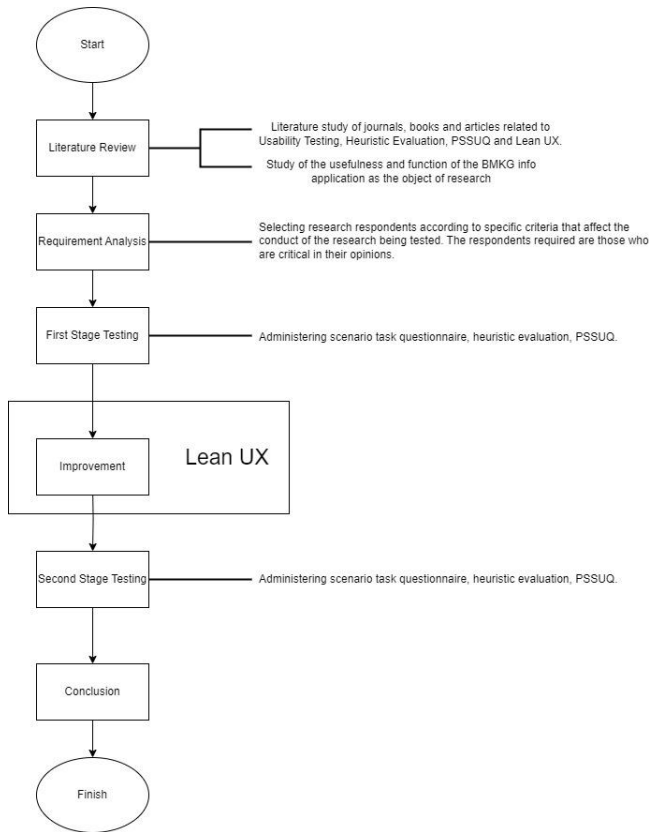 Start
Literature Review
Literature study of journals, books and articles related to
Usability Testing, Heuristic Evaluation, PSSUQ and Lean UX.
Study of the usefulness and function of the BMKG info
application as the object of research
Requirement Analysis
Selecting research respondents according to specific criteria that affect the
conduct of the research being tested. The respondents required are those who
are critical in their opinions.
First Stage Testing
Administering scenario task questionnaire, heuristic evaluation, PSSUQ.
Improvement
Lean UX
Second Stage Testing
Administering scenario task questionnaire, heuristic evaluation, PSSUQ.
Conclusion
Finish